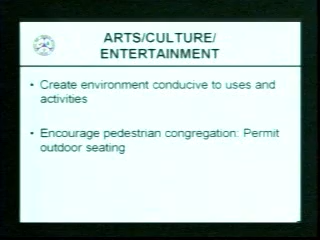 ARTS/CULTURE/
ENTERTAINMENT
• Create environment conducive to uses and
activities
• Encourage pedestrian congregation: Permit
outdoor seating